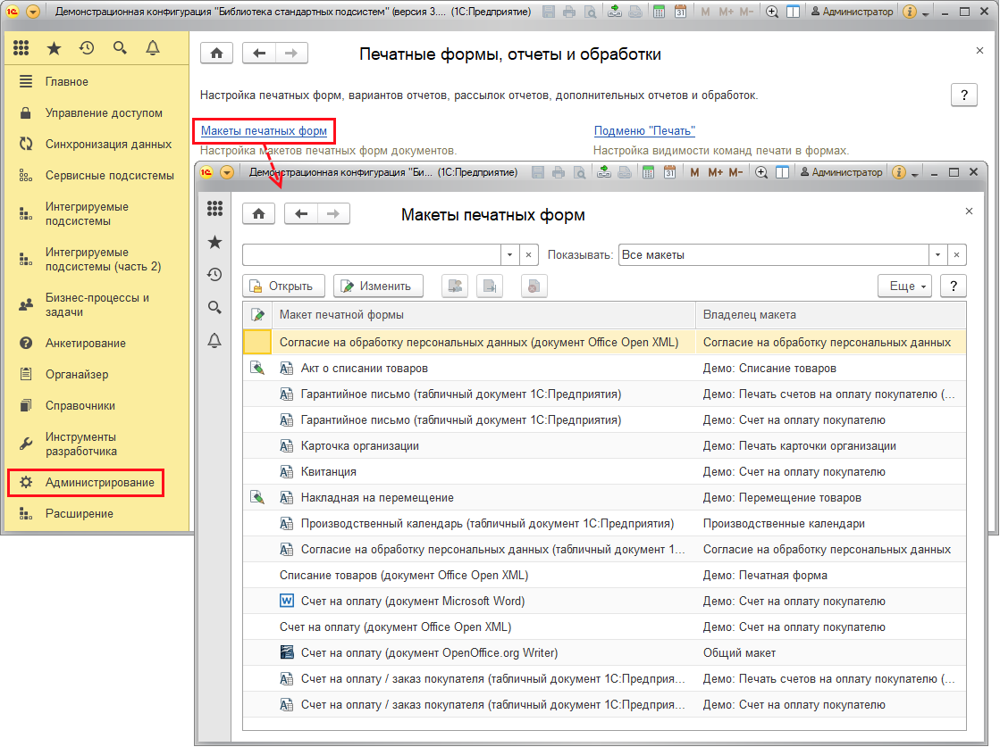 Демонстрационная конфигурация "Библиотека стандартных подсистем" (версия 3.... (1С:Предприятие)
M M+ M-
Администратор
Главное
Управление доступом
Синхронизация данных
Сервисные подсистемы
Интегрируемые
подсистемы
Интегрируемые
подсистемы (часть 2)
Бизнес-процессы и
задачи
Анкетирование
Органайзер
Справочники
Инструменты
разработчика
Администрирование
Расширение
Печатные формы, отчеты и обработки
Настройка печатных форм, вариантов отчетов, рассылок отчетов, дополнительных отчетов и обработок.
?
Макеты печатных форм
Подменю "Печать"
Настройка макетов печатных форм документов.
Настройка видимости команд печати в формах.
Демонстрационная конфигурация "Би... (1С:Предприятие)
M M+ M-
Администратор
Макеты печатных форм
Показывать: Все макеты
Открыть
Изменить
Еще
?
Макет печатной формы
Владелец макета
Согласие на обработку персональных данных (документ Office Open XML)
Согласие на обработку персональных данных
Акт о списании товаров
Демо: Списание товаров
Гарантийное письмо (табличный документ 1С:Предприятия)
Демо: Печать счетов на оплату покупателю (...
Гарантийное письмо (табличный документ 1С:Предприятия)
Демо: Счет на оплату покупателю
Карточка организации
Демо: Печать карточки организации
Квитанция
Демо: Счет на оплату покупателю
Накладная на перемещение
Демо: Перемещение товаров
Производственный календарь (табличный документ 1С:Предприятия)
Производственные календари
Согласие на обработку персональных данных (табличный документ 1...
Согласие на обработку персональных данных
Списание товаров (документ Office Open XML)
Демо: Печатная форма
Счет на оплату (документ Microsoft Word)
Демо: Счет на оплату покупателю
Счет на оплату (документ Office Open XML)
Демо: Счет на оплату покупателю
Счет на оплату (документ OpenOffice.org Writer)
Общий макет
Счет на оплату / заказ покупателя (табличный документ 1С:Предприя...
Демо: Печать счетов на оплату покупателю (...
Счет на оплату / заказ покупателя (табличный документ 1С:Предприя...
Демо: Счет на оплату покупателю